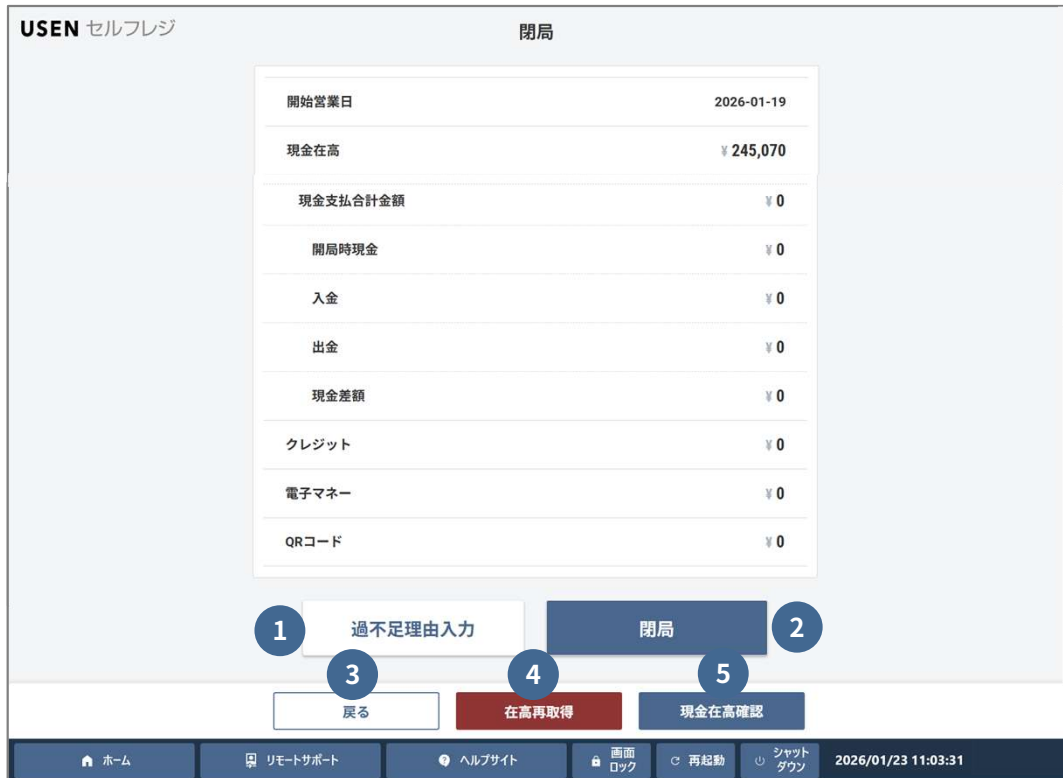 USEN セルフレジ
閉局
開始営業日 2026-01-19
現金在高 ¥ 245,070
現金支払合計金額 ¥ 0
開局時現金 ¥ 0
入金 ¥ 0
出金 ¥ 0
現金差額 ¥ 0
クレジット ¥ 0
電子マネー ¥ 0
QRコード ¥ 0
1 過不足理由入力 閉局 2
3 4 5
戻る 在高再取得 現金在高確認
ホーム リモートサポート ? ヘルプサイト 画面ロック 再起動 シャットダウン 2026/01/23 11:03:31